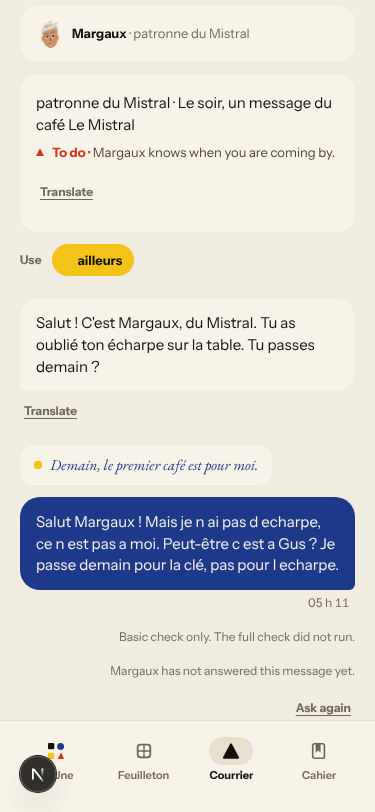 Margaux · patronne du Mistral
patronne du Mistral · Le soir, un message du
café Le Mistral
To do · Margaux knows when you are coming by.
Translate
Use ailleurs
Salut ! C'est Margaux, du Mistral. Tu as
oublié ton écharpe sur la table. Tu passes
demain ?
Translate
Demain, le premier café est pour moi.
Salut Margaux ! Mais je n ai pas d echarpe,
ce n est pas a moi. Peut-être c est a Gus ? Je
passe demain pour la clé, pas pour l echarpe.
05 h 11
Basic check only. The full check did not run.
Margaux has not answered this message yet.
Ask again
N
Une Feuilleton Courrier Cahier